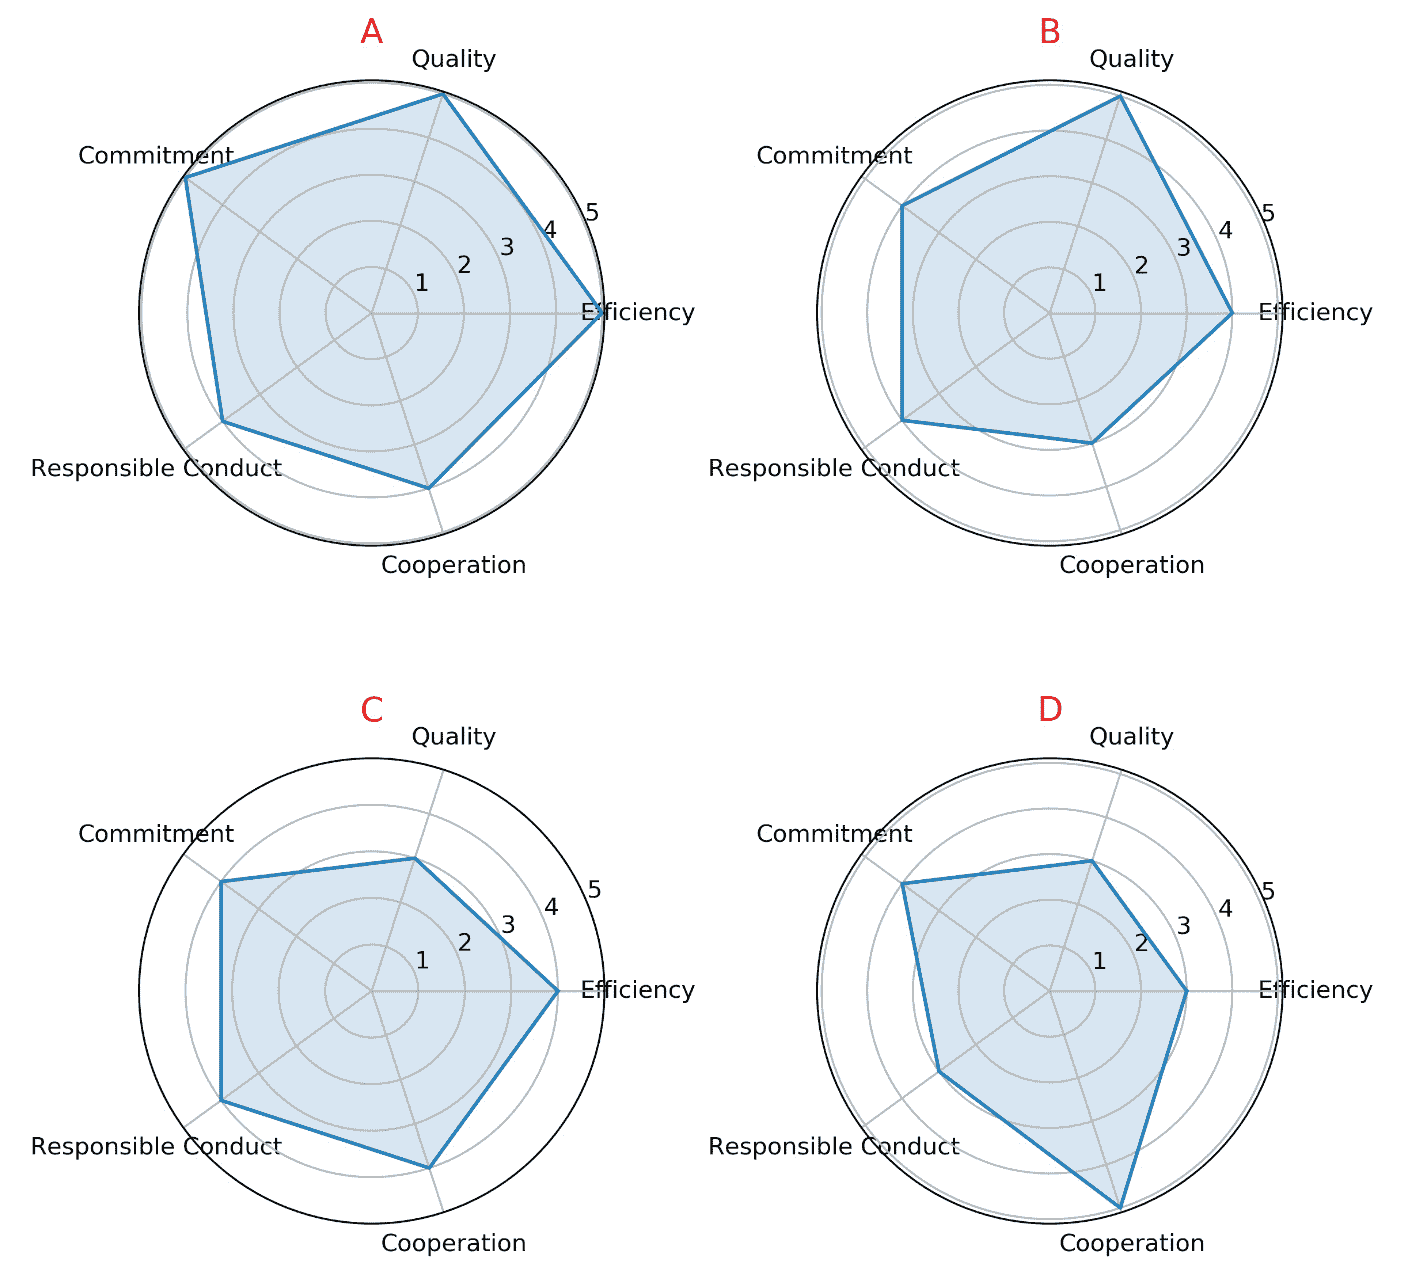 A
Quality
Commitment
5
4
3
2
1
Efficiency
Responsible Conduct
Cooperation
B
Quality
Commitment
5
4
3
2
1
Efficiency
Responsible Conduct
Cooperation
C
Quality
Commitment
5
4
3
2
1
Efficiency
Responsible Conduct
Cooperation
D
Quality
Commitment
5
4
3
2
1
Efficiency
Responsible Conduct
Cooperation